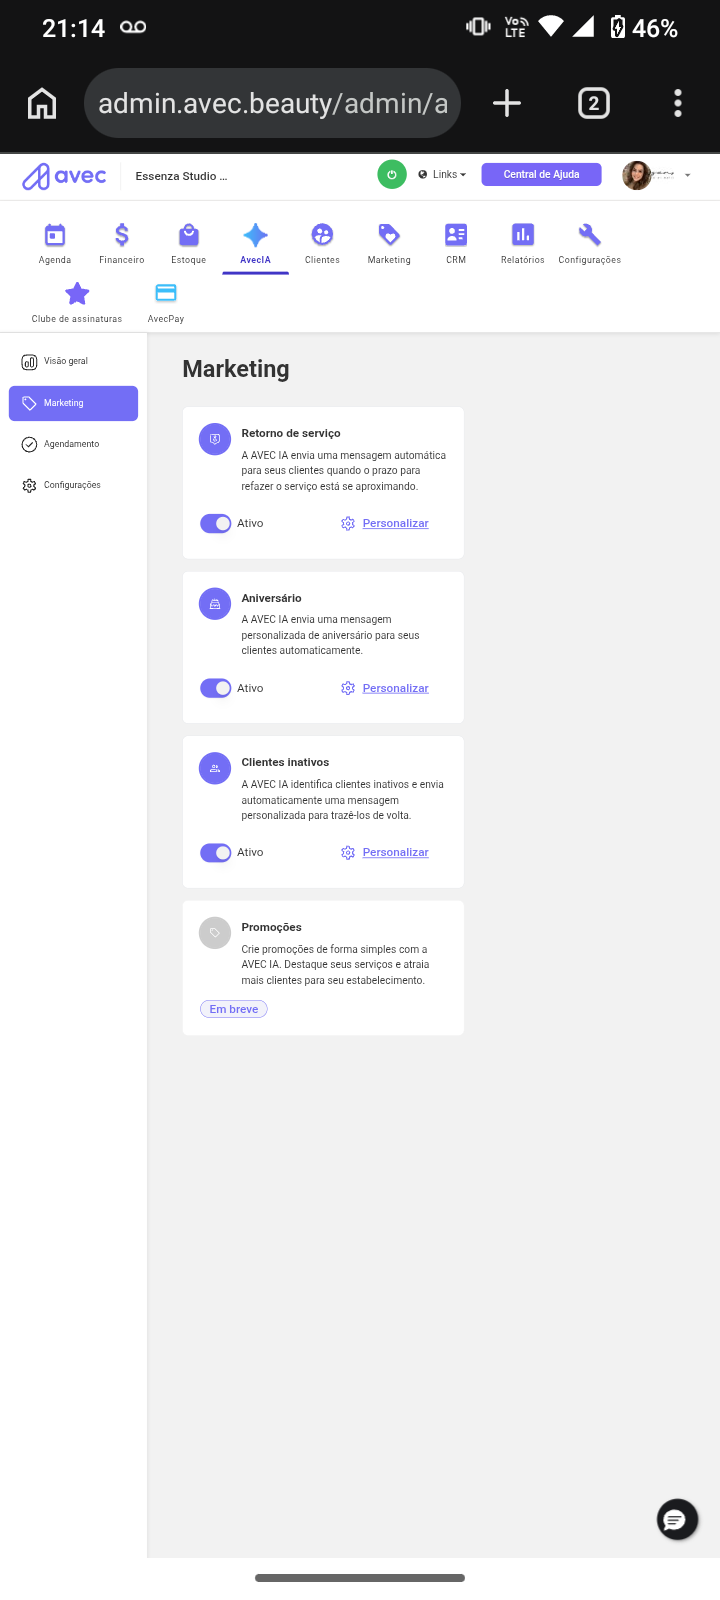 21:14
Vo LTE
46%
admin.avec.beauty/admin/a
2
avec
Essenza Studio ...
Links
Central de Ajuda
Agenda
Financeiro
Estoque
AvecIA
Clientes
Marketing
CRM
Relatórios
Configurações
Clube de assinaturas
AvecPay
Visão geral
Marketing
Agendamento
Configurações
Marketing
Retorno de serviço
A AVEC IA envia uma mensagem automática
para seus clientes quando o prazo para
refazer o serviço está se aproximando.
Ativo
Personalizar
Aniversário
A AVEC IA envia uma mensagem
personalizada de aniversário para seus
clientes automaticamente.
Ativo
Personalizar
Clientes inativos
A AVEC IA identifica clientes inativos e envia
automaticamente uma mensagem
personalizada para trazê-los de volta.
Ativo
Personalizar
Promoções
Crie promoções de forma simples com a
AVEC IA. Destaque seus serviços e atraia
mais clientes para seu estabelecimento.
Em breve